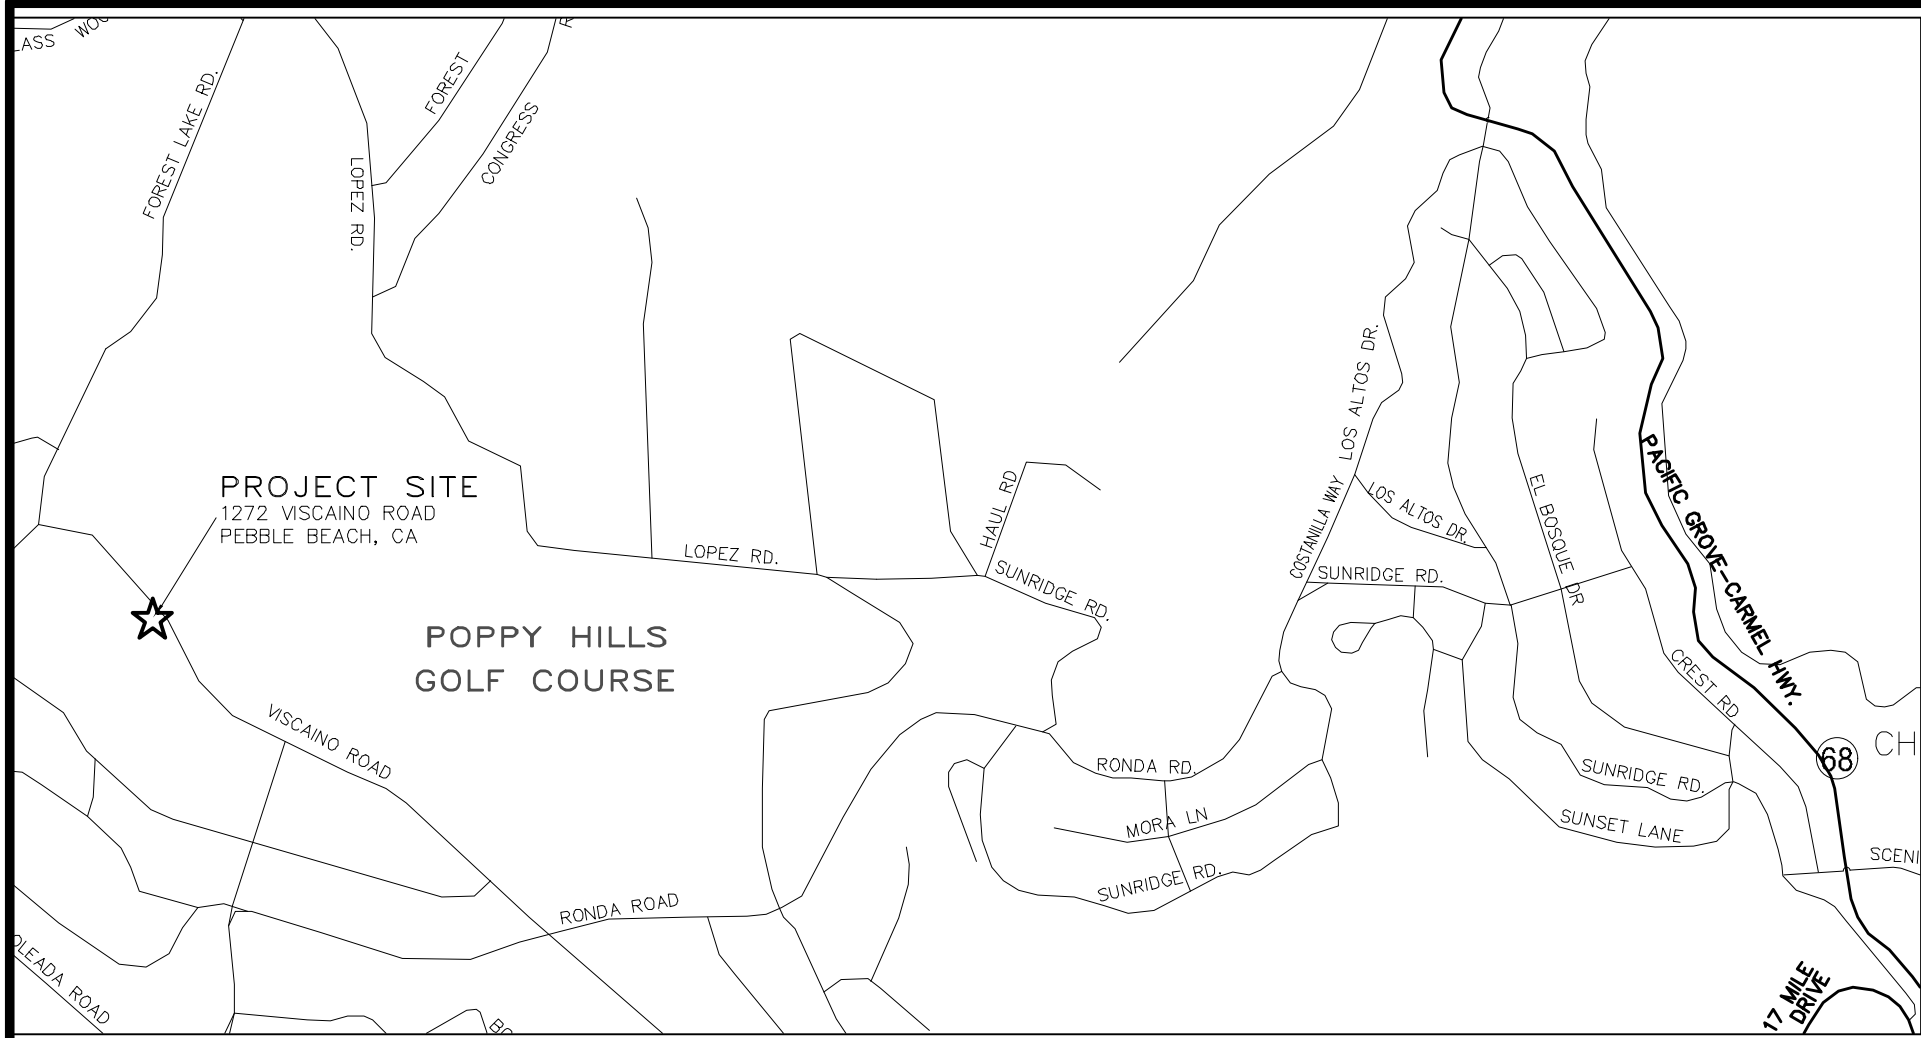 LASS
FOREST LAKE RD.
LOPEZ RD.
FOREST
CONGRESS
PROJECT SITE
1272 VISCAINO ROAD
PEBBLE BEACH, CA
POPPY HILLS
GOLF COURSE
LOPEZ RD.
HAUL RD
SUNRIDGE RD.
COSTANILLA WAY
LOS ALTOS DR.
LOS ALTOS DR.
SUNRIDGE RD.
EL BOSQUE DR
PACIFIC GROVE-CARMEL HWY.
CREST RD
68
CH
VISCAINO ROAD
RONDA RD.
MORA LN
SUNRIDGE RD.
SUNRIDGE RD.
SUNSET LANE
SCENI
RONDA ROAD
OLEADA ROAD
17 MILE
DRIVE